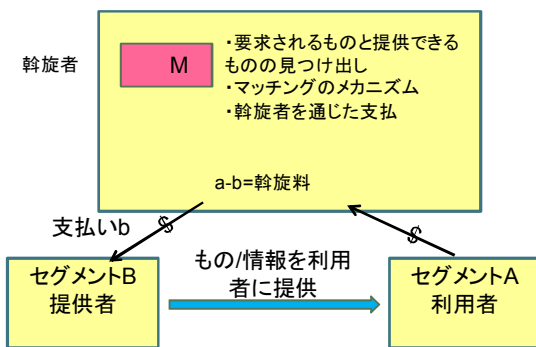 斡旋者
M
・要求されるものと提供できる
ものの見つけ出し
・マッチングのメカニズム
・斡旋者を通じた支払
a-b=斡旋料
支払いb
$
$
セグメントB
提供者
もの/情報を利用
者に提供
セグメントA
利用者